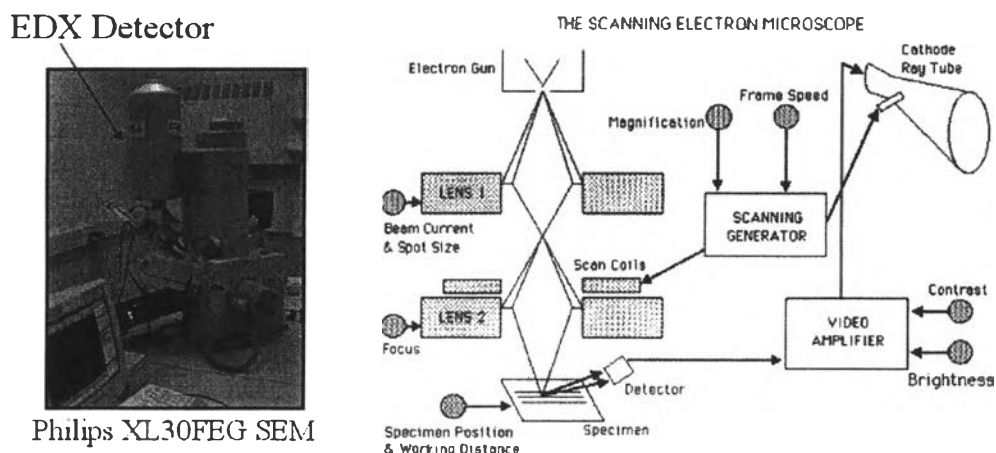 EDX Detector
Philips XL30FEG SEM
THE SCANNING ELECTRON MICROSCOPE
Electron Gun
Cathode
Ray Tube
Frame Speed
Magnification
LENS 1
Beam Current
& Spot Size
SCANNING
GENERATOR
Scan Coils
LENS 2
Focus
Contrast
VIDEO
AMPLIFIER
Brightness
Detector
Specimen
Specimen Position
& Working Distance